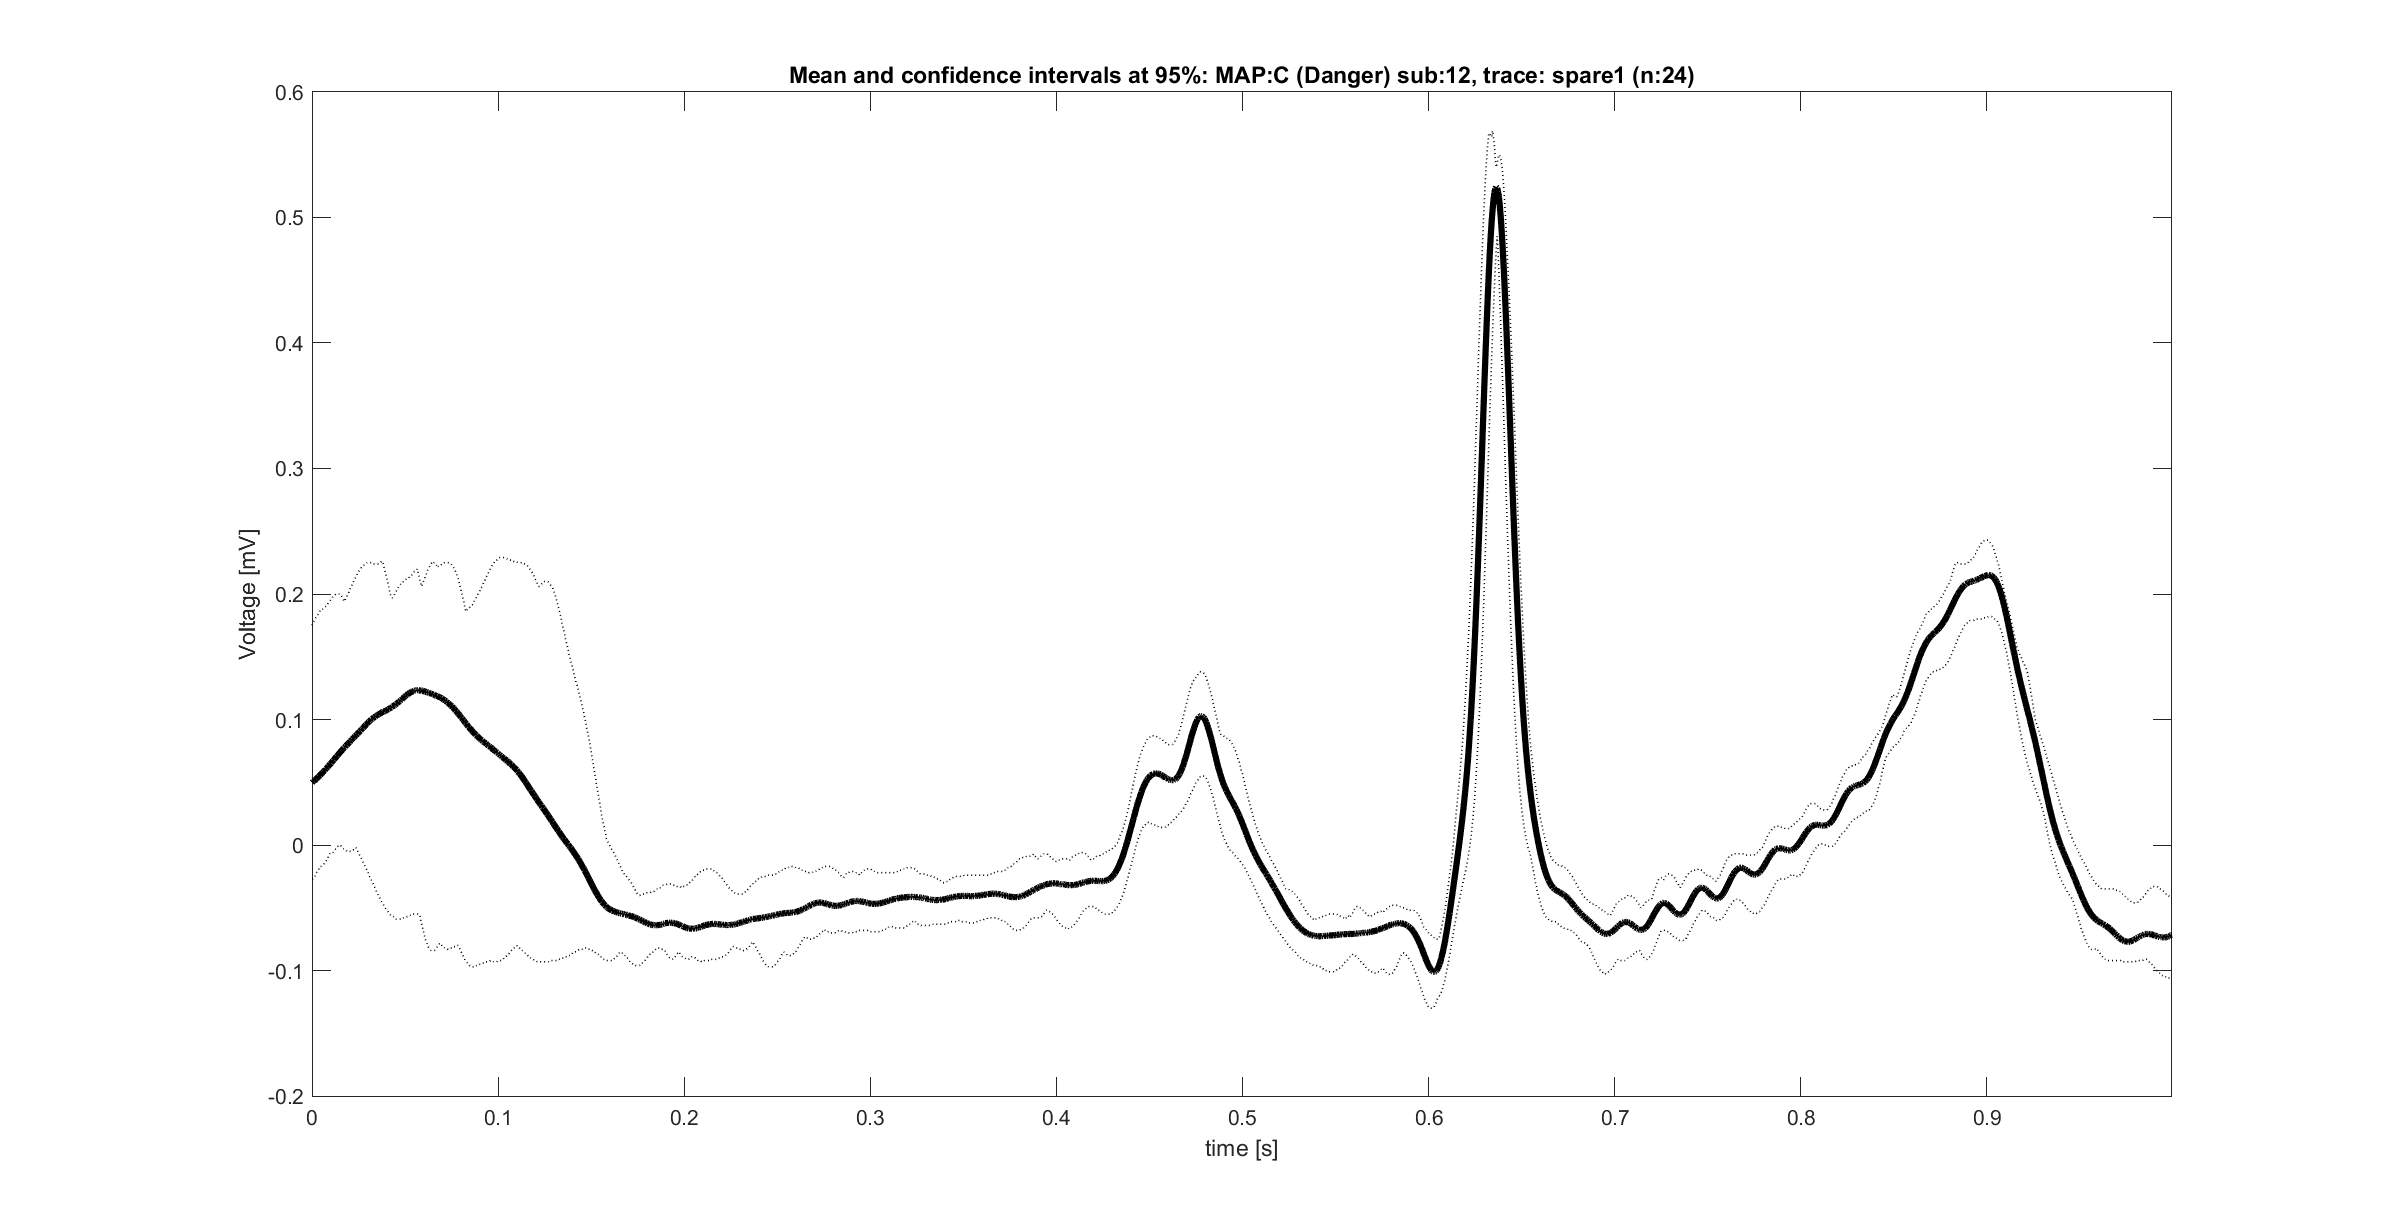 Mean and confidence intervals at 95%: MAP:C (Danger) sub:12, trace: spare1 (n:24)
0.6
0.5
0.4
0.3
0.2
0.1
0
-0.1
-0.2
Voltage [mV]
0 0.1 0.2 0.3 0.4 0.5 0.6 0.7 0.8 0.9
time [s]